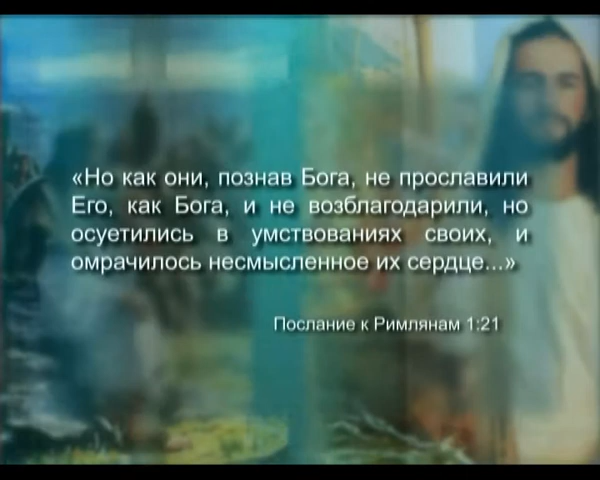 «Но как они, познав Бога, не прославили
Его, как Бога, и не возблагодарили, но
осуетились в умствованиях своих, и
омрачилось несмысленное их сердце...»
Послание к Римлянам 1:21